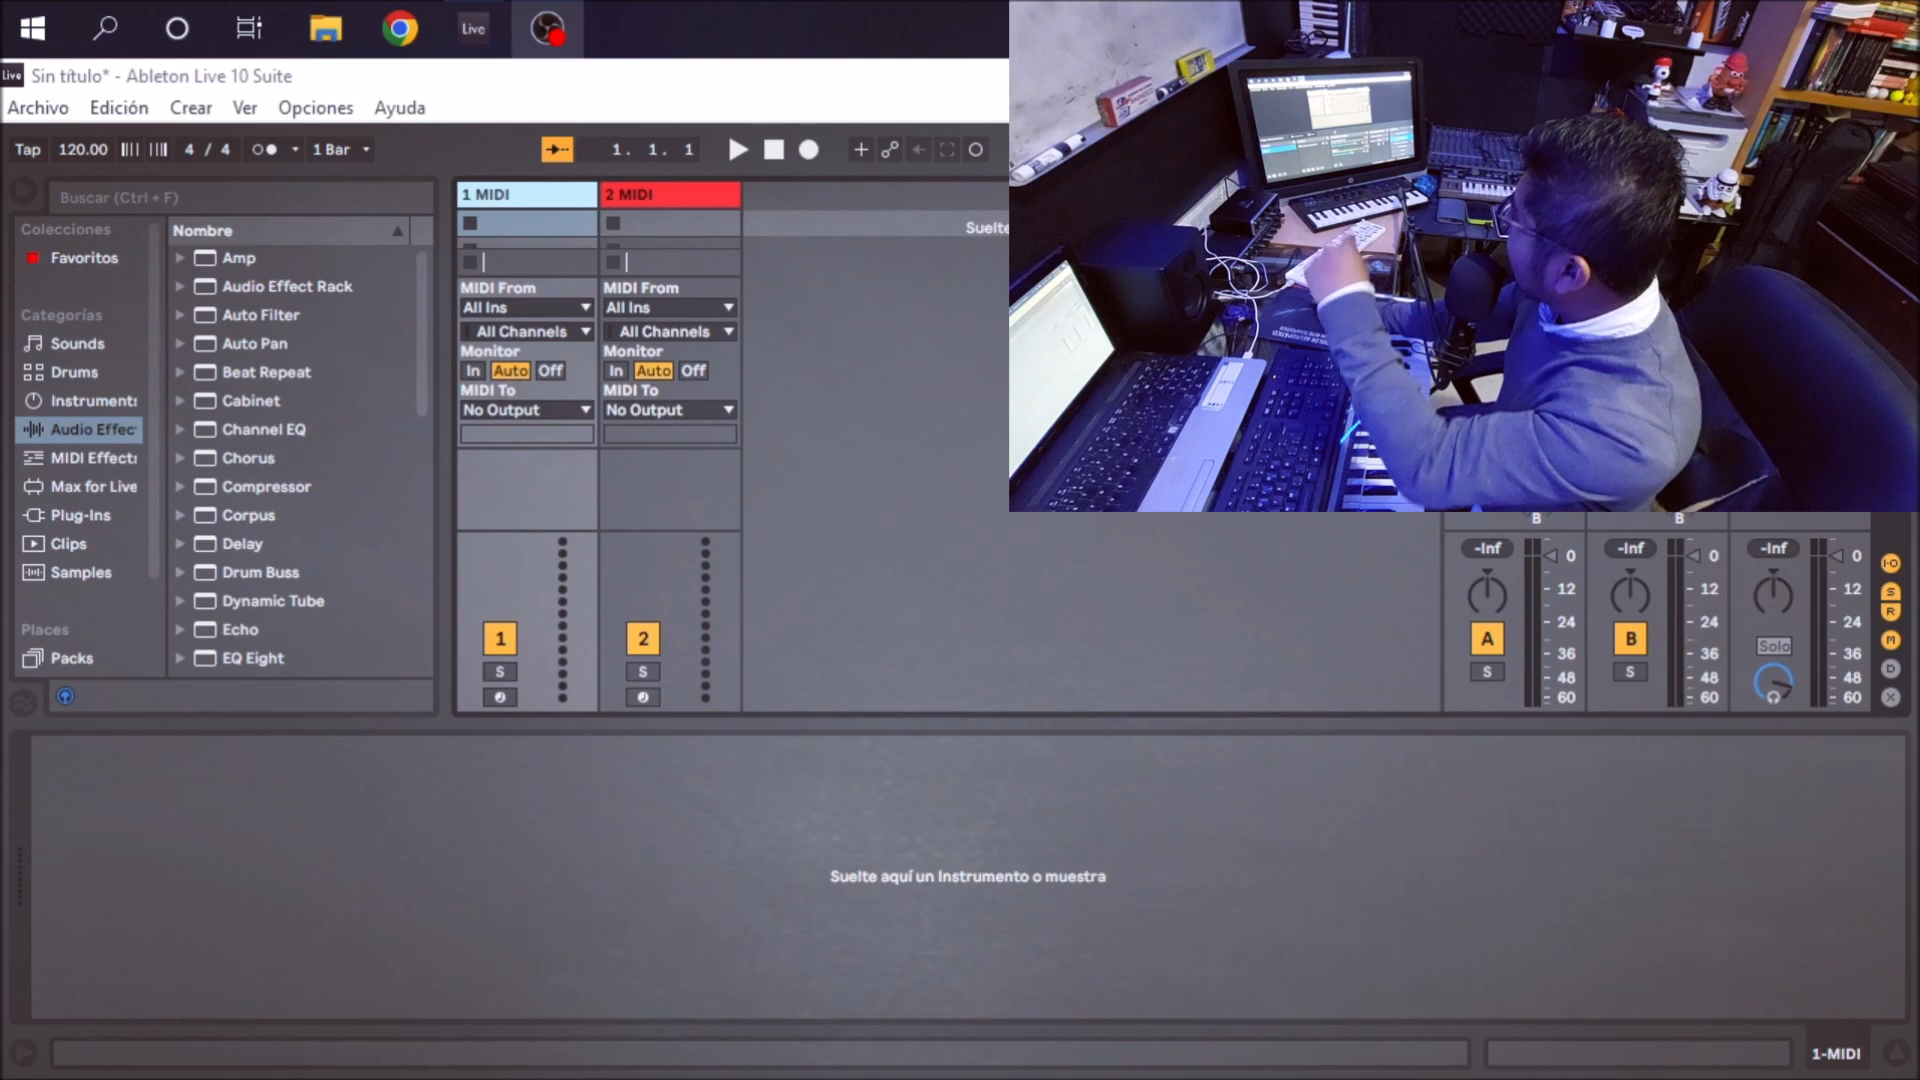 Live
Live Sin título* - Ableton Live 10 Suite
Archivo Edición Crear Ver Opciones Ayuda
Tap 120.00 4 / 4 1 Bar 1. 1. 1
Buscar (Ctrl + F)
Colecciones
Favoritos
Categorías
Sounds
Drums
Instruments
Audio Effec
MIDI Effects
Max for Live
Plug-Ins
Clips
Samples
Places
Packs
Nombre
Amp
Audio Effect Rack
Auto Filter
Auto Pan
Beat Repeat
Cabinet
Channel EQ
Chorus
Compressor
Corpus
Delay
Drum Buss
Dynamic Tube
Echo
EQ Eight
1 MIDI 2 MIDI
Suelte
MIDI From MIDI From
All Ins All Ins
All Channels All Channels
Monitor Monitor
In Auto Off In Auto Off
MIDI To MIDI To
No Output No Output
1 2
S S
B B
-Inf 0 -Inf 0 -Inf 0
12 12 12
24 24 24
A 36 B 36 Solo 36
S 48 S 48 48
60 60 60
I-O
S
R
M
D
X
Suelte aquí un Instrumento o muestra
1-MIDI